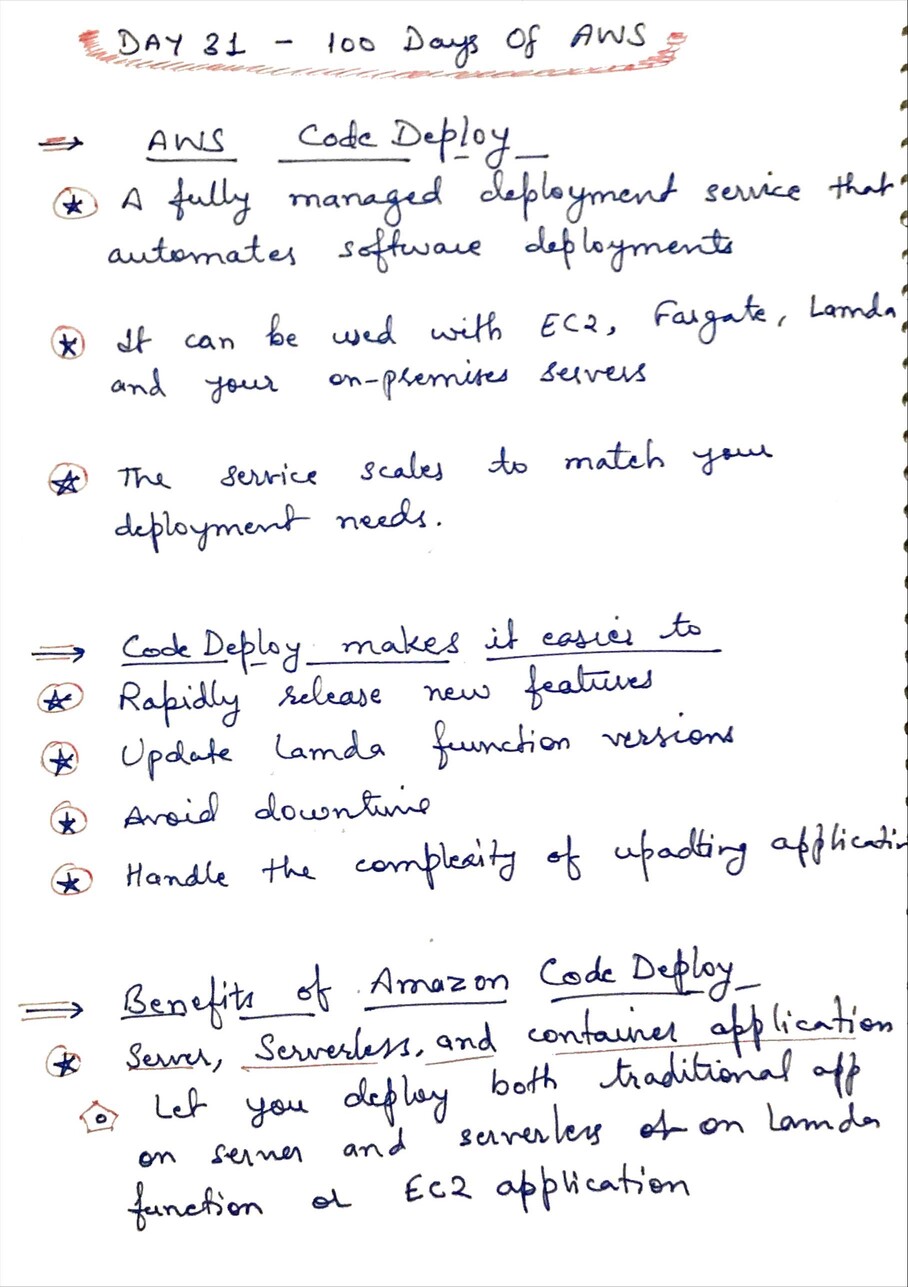 DAY 31 - 100 Days Of AWS
⇒ AWS Code Deploy
A fully managed deployment service that
automates software deployments
It can be used with EC2, Fargate, Lamda
and your on-premises servers
The service scales to match your
deployment needs.
⇒ Code Deploy makes it easier to
Rapidly release new features
Update Lamda function versions
Avoid downtime
Handle the complexity of upadting applicatin
⇒ Benefits of Amazon Code Deploy
Server, Serverless, and container application
Let you deploy both traditional app
on server and serverless on Lamda
function or EC2 application